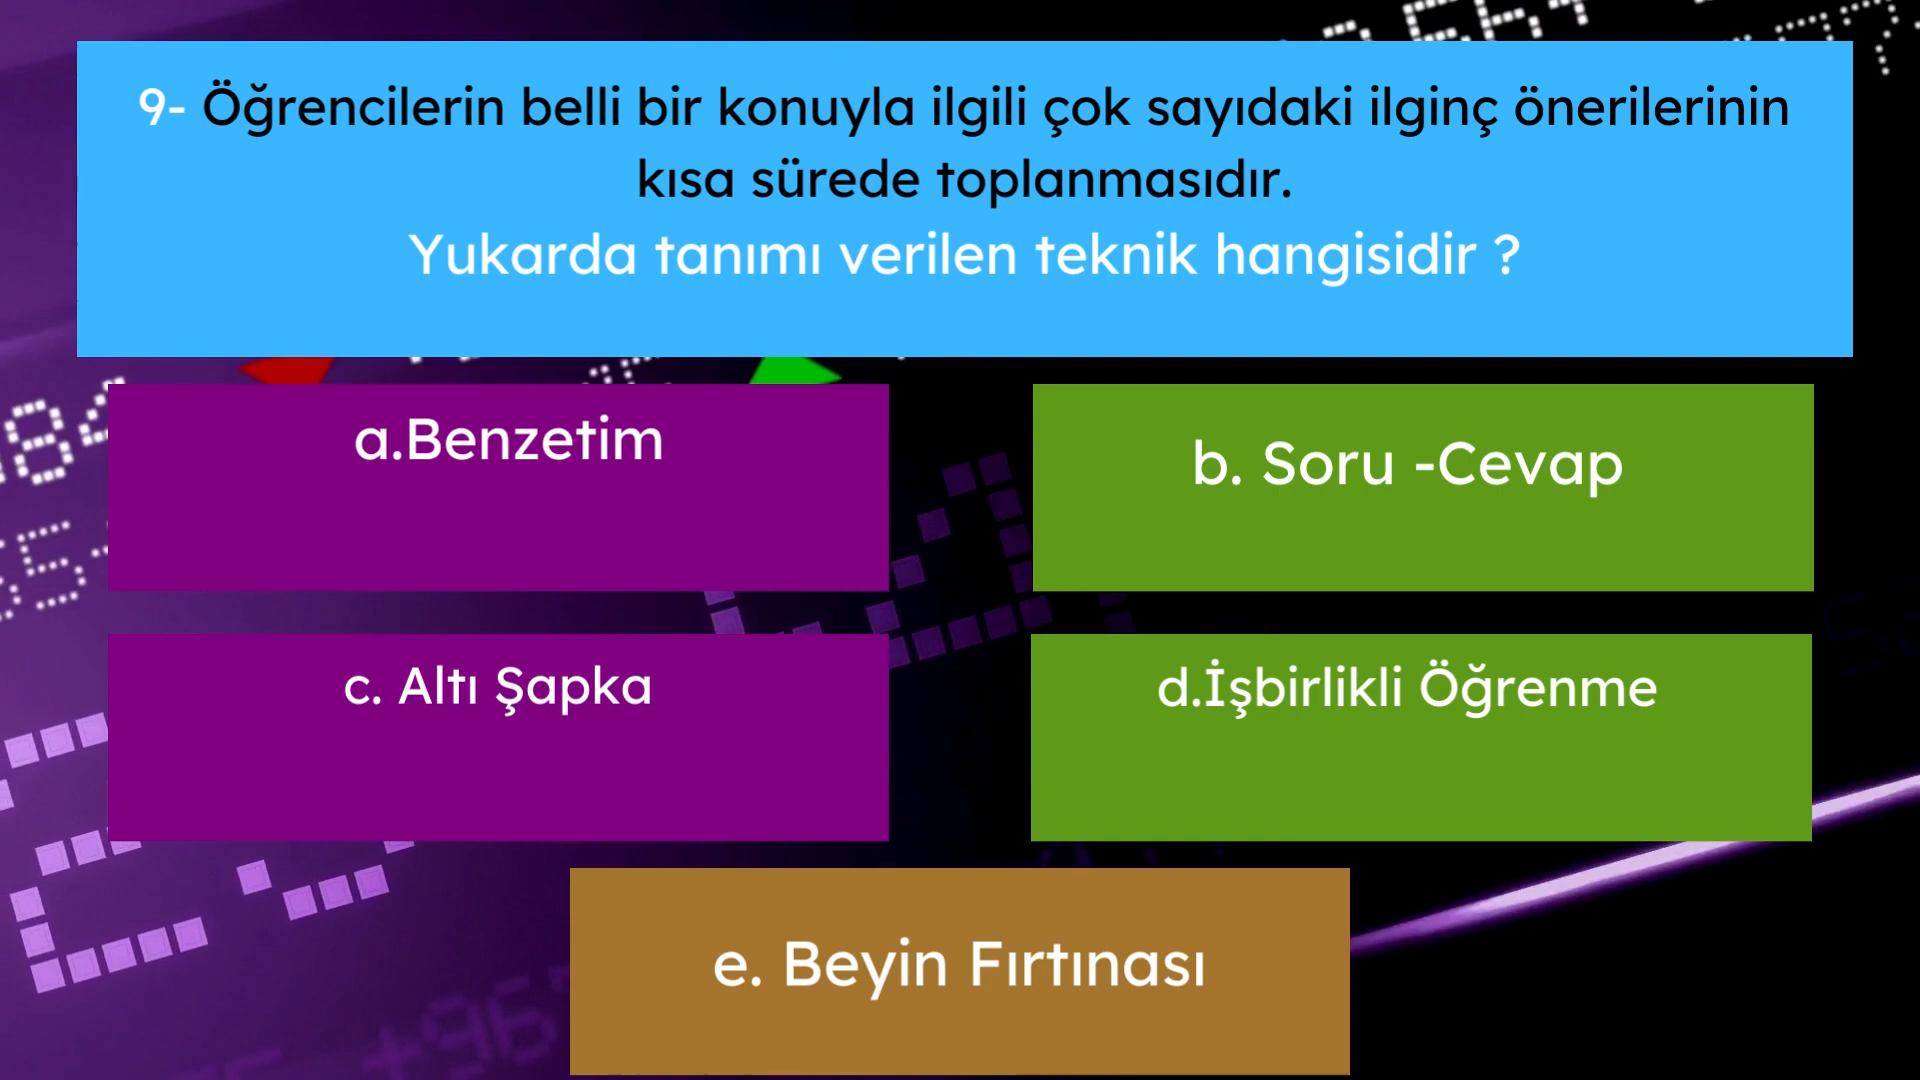 9- Öğrencilerin belli bir konuyla ilgili çok sayıdaki ilginç önerilerinin
kısa sürede toplanmasıdır.
Yukarda tanımı verilen teknik hangisidir ?
a.Benzetim
b. Soru -Cevap
c. Altı Şapka
d.İşbirlikli Öğrenme
e. Beyin Fırtınası